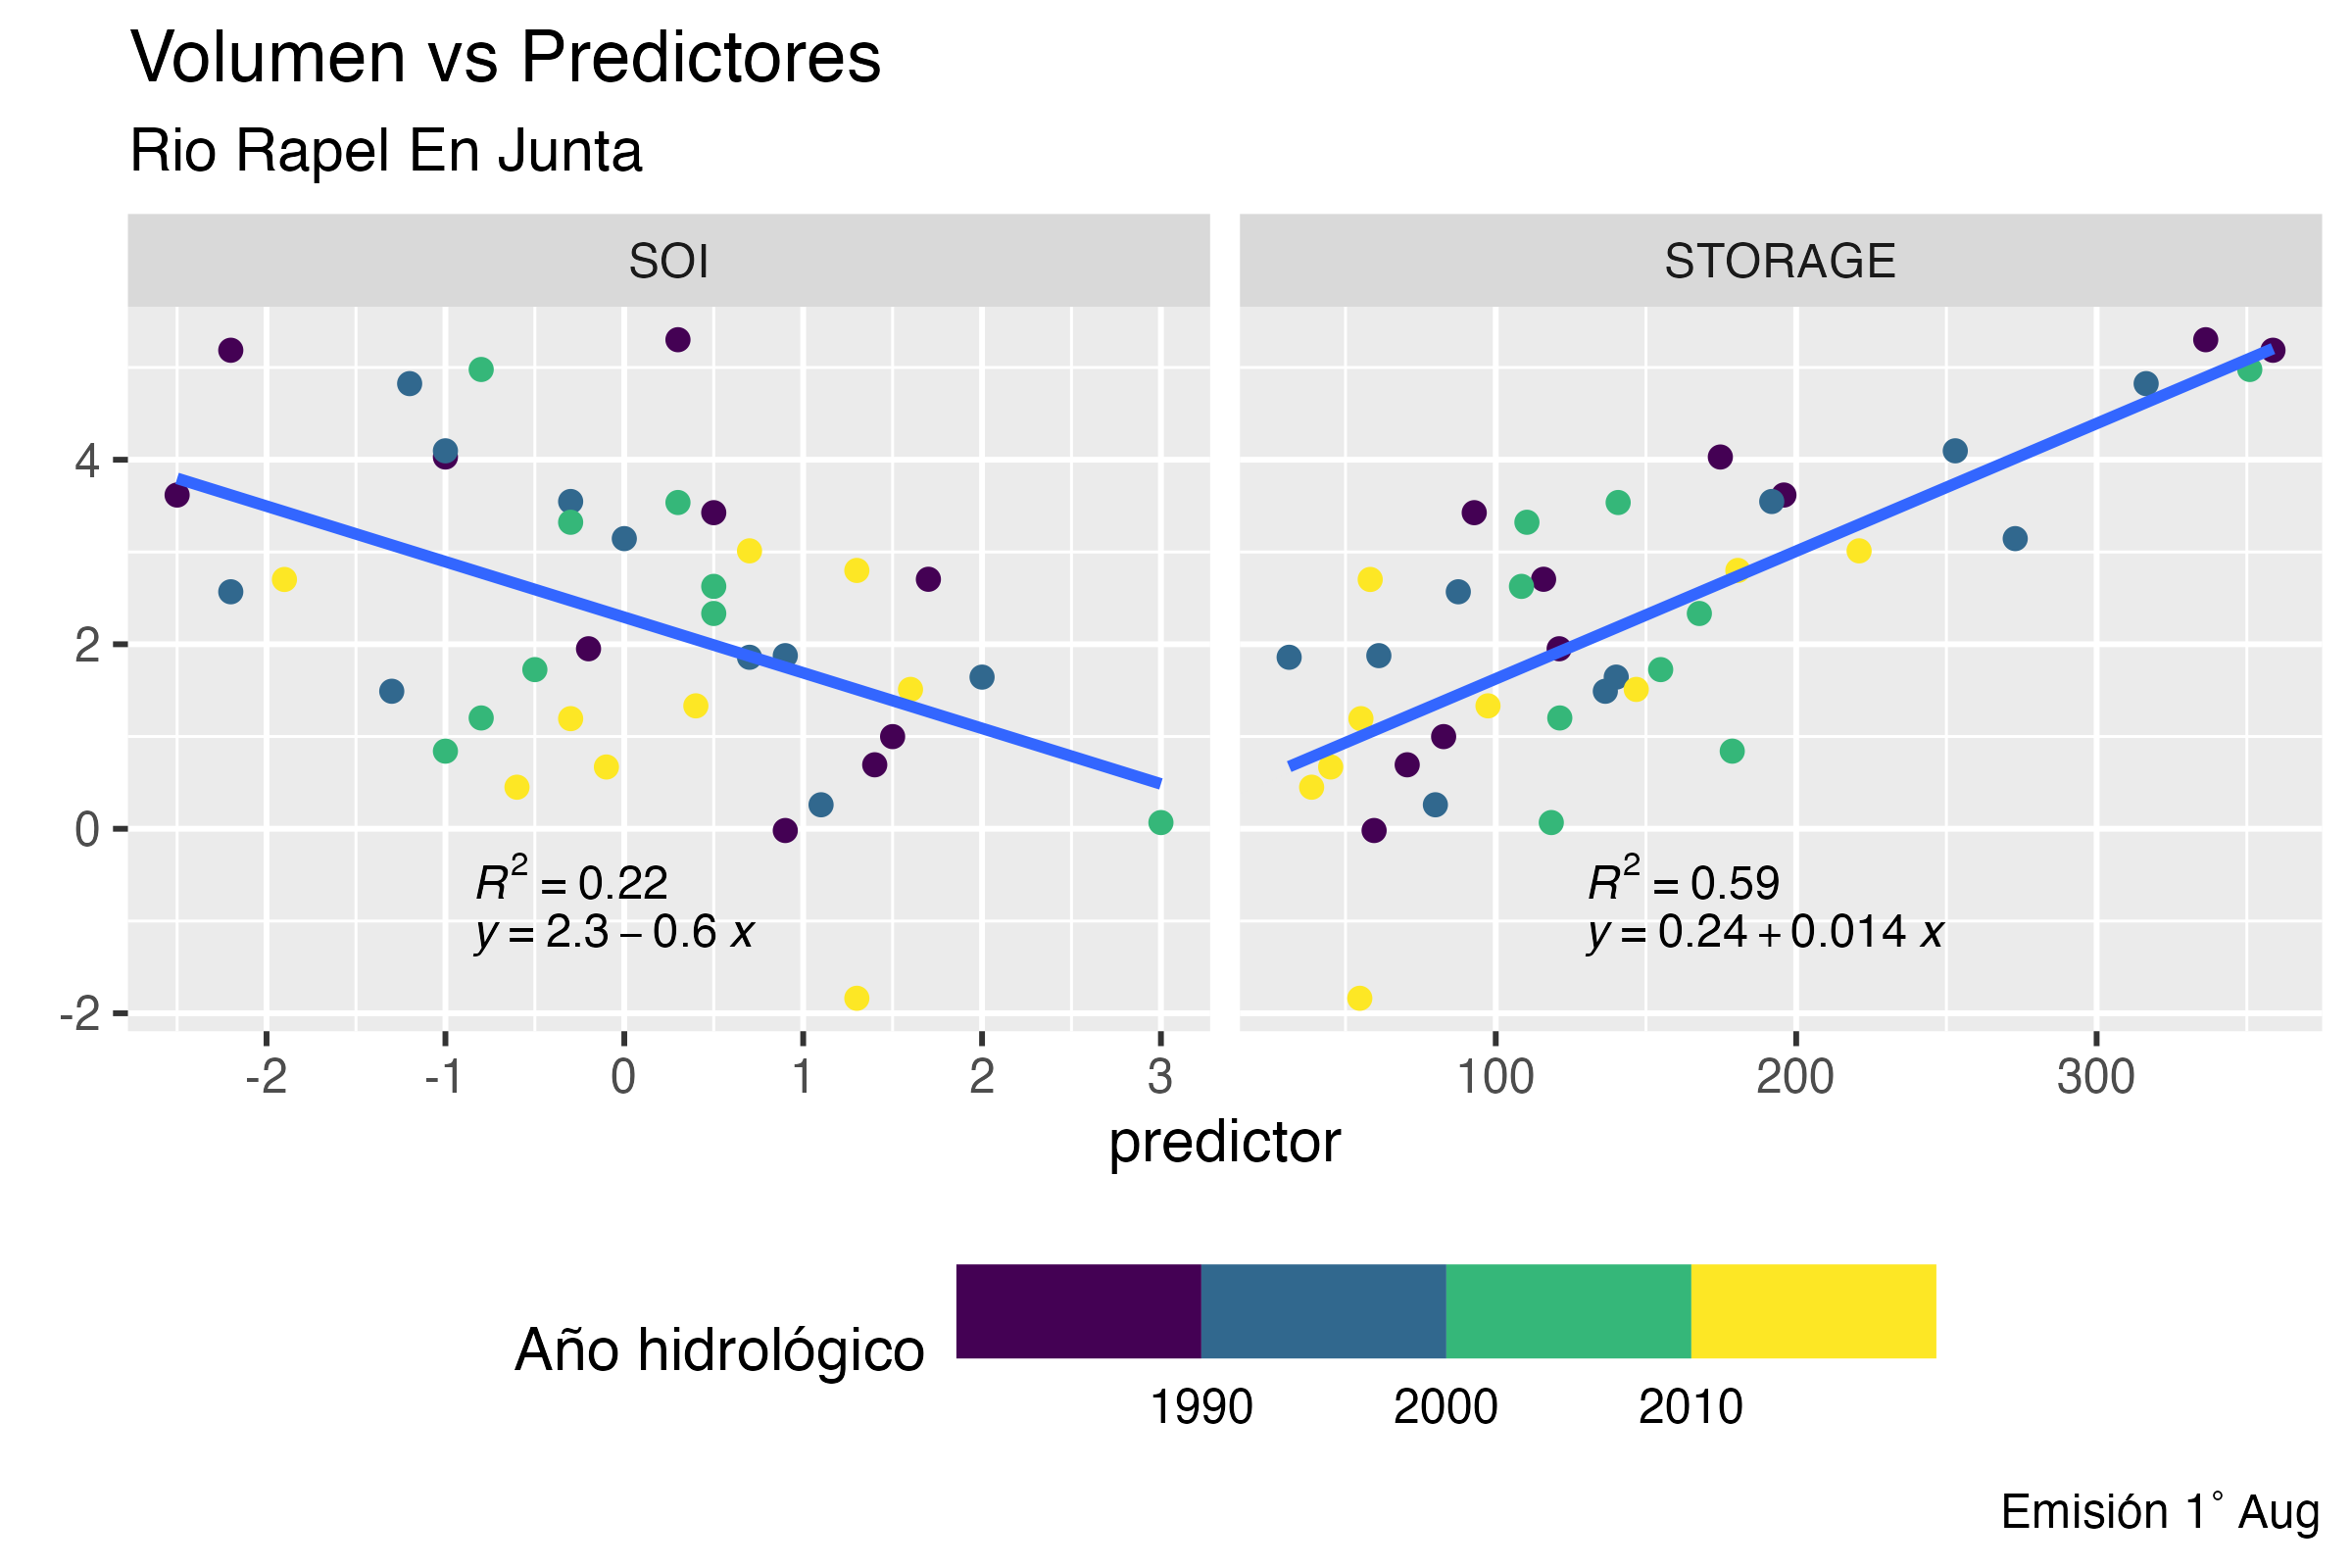 Volumen vs Predictores
Rio Rapel En Junta
SOI
STORAGE
4
2
0
-2
R² = 0.22
y = 2.3 − 0.6 x
R² = 0.59
y = 0.24 + 0.014 x
-2 -1 0 1 2 3
100 200 300
predictor
Año hidrológico
1990 2000 2010
Emisión 1° Aug